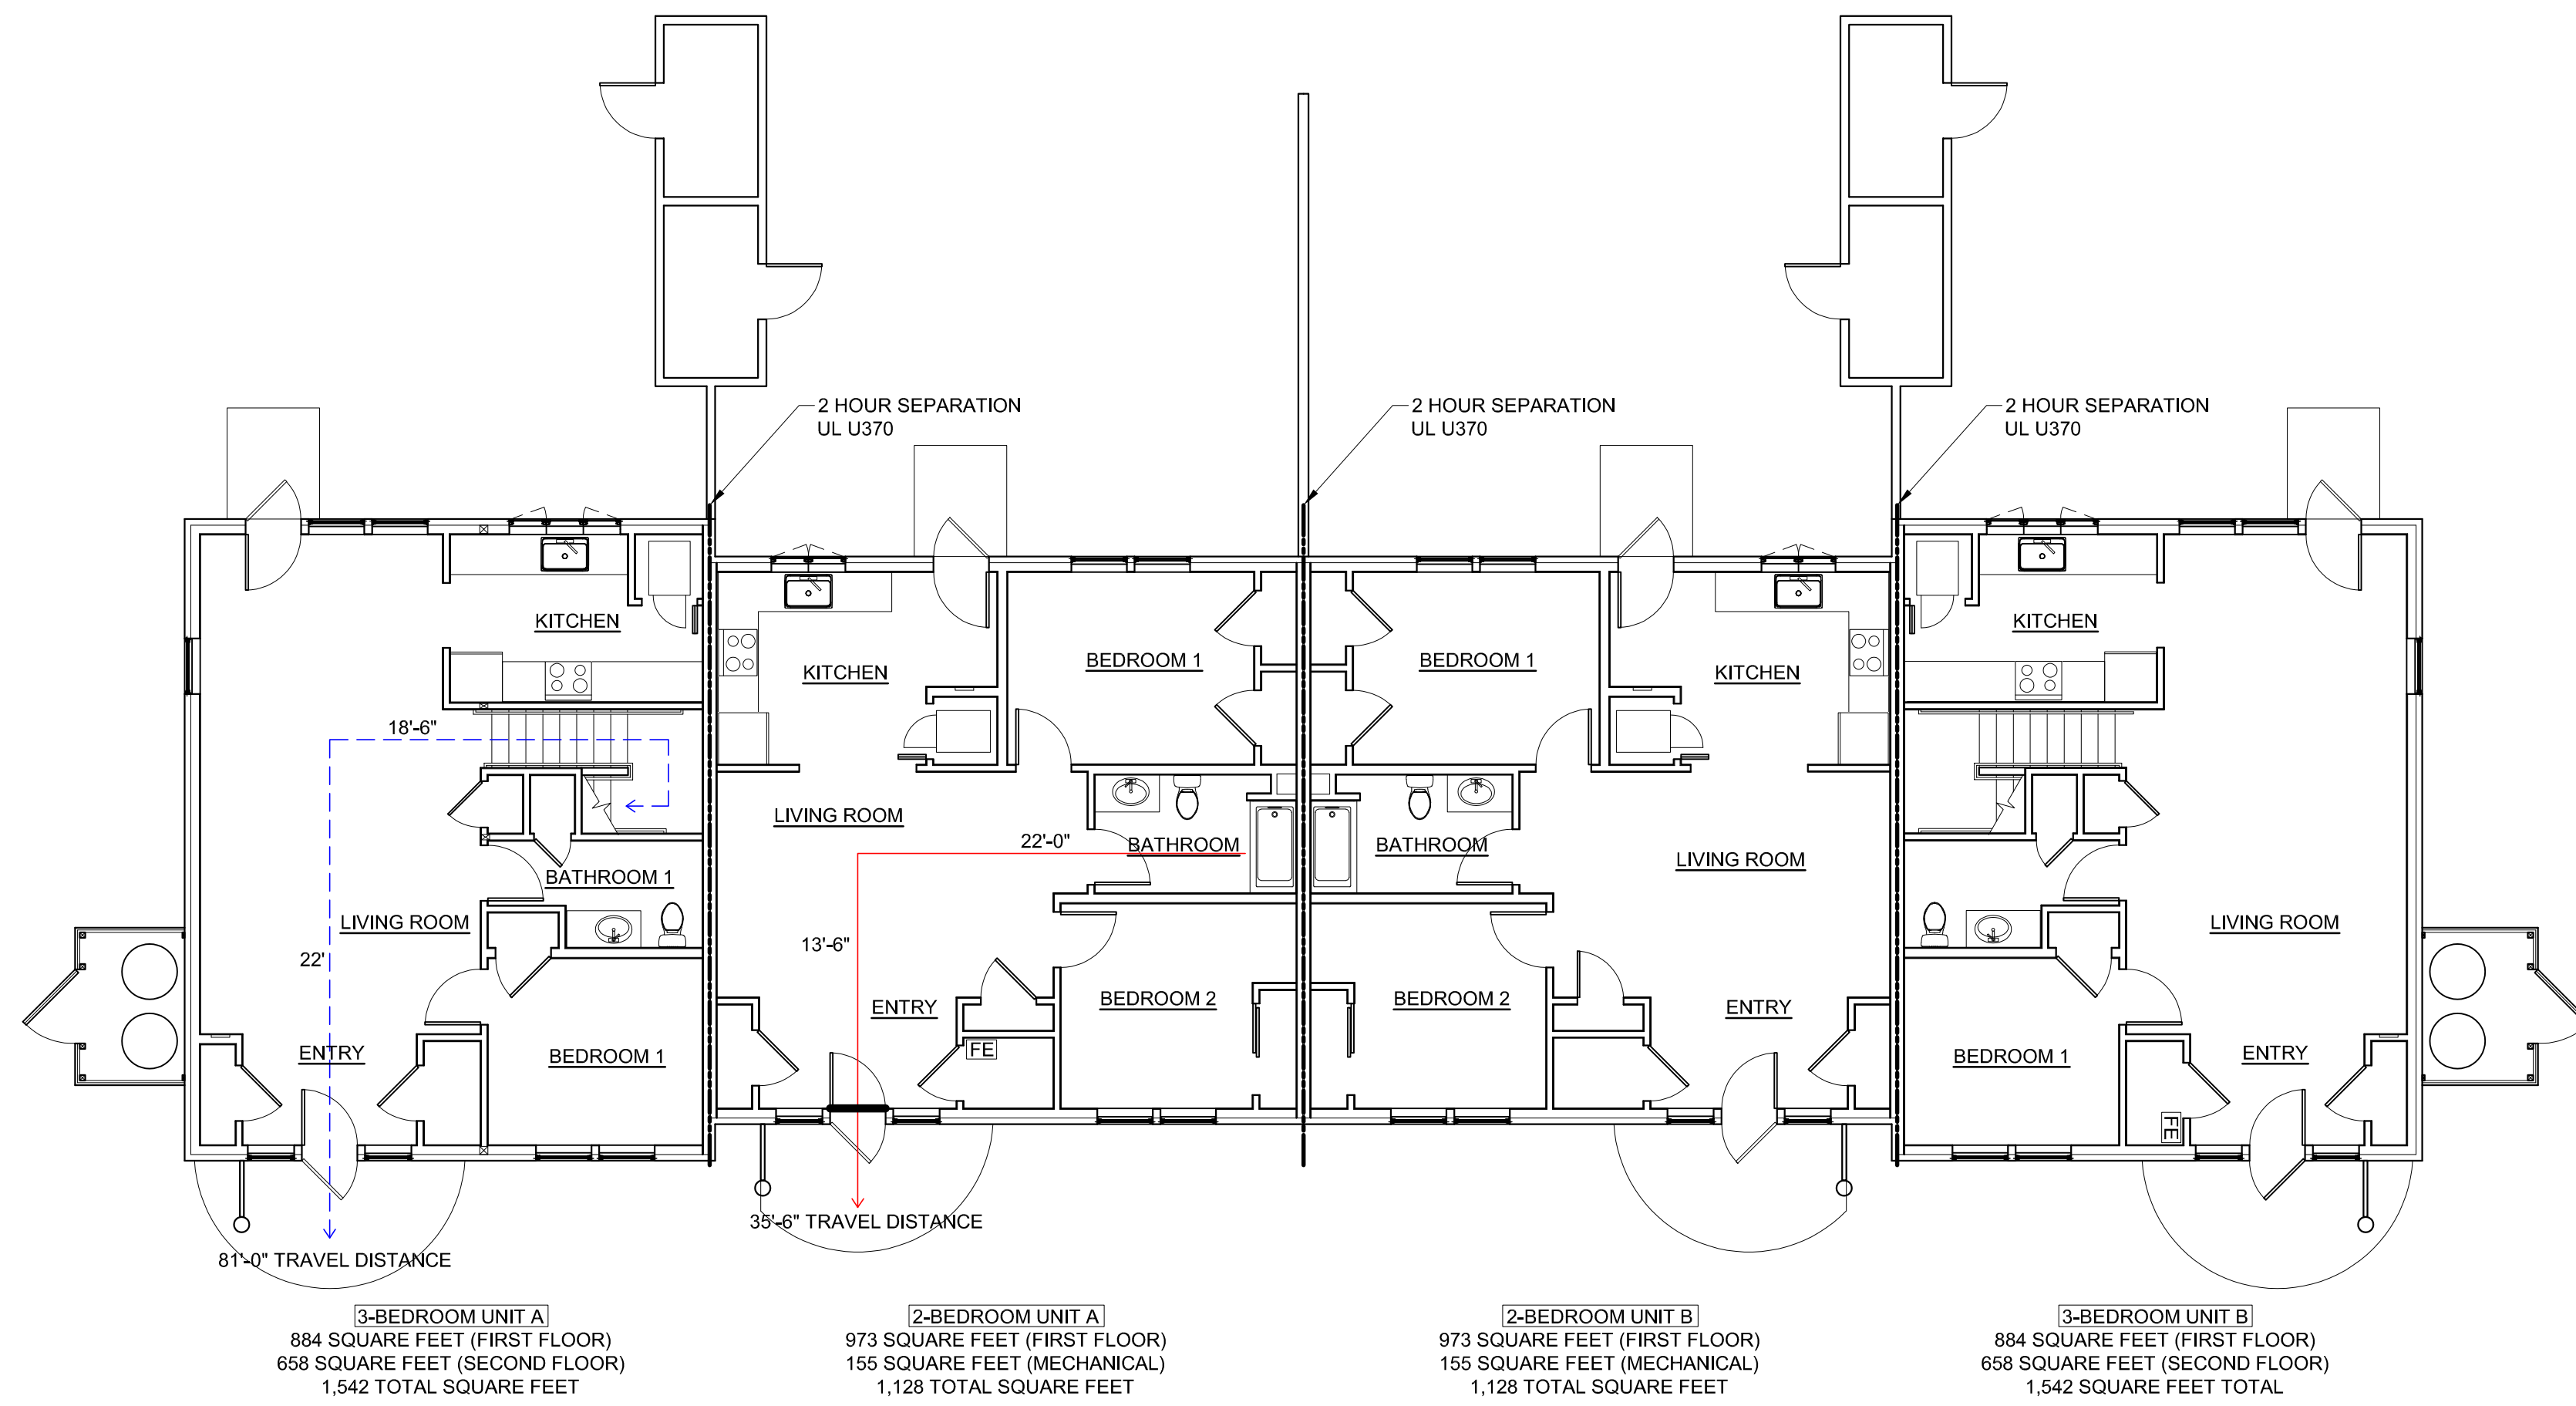 2 HOUR SEPARATION
UL U370
2 HOUR SEPARATION
UL U370
2 HOUR SEPARATION
UL U370
KITCHEN
18'-6"
BATHROOM 1
LIVING ROOM
22'
ENTRY
BEDROOM 1
81'-0" TRAVEL DISTANCE
KITCHEN
BEDROOM 1
LIVING ROOM
22'-0"
BATHROOM
13'-6"
ENTRY
BEDROOM 2
FE
35'-6" TRAVEL DISTANCE
BEDROOM 1
KITCHEN
BATHROOM
LIVING ROOM
BEDROOM 2
ENTRY
KITCHEN
LIVING ROOM
BEDROOM 1
ENTRY
FE
3-BEDROOM UNIT A
884 SQUARE FEET (FIRST FLOOR)
658 SQUARE FEET (SECOND FLOOR)
1,542 TOTAL SQUARE FEET
2-BEDROOM UNIT A
973 SQUARE FEET (FIRST FLOOR)
155 SQUARE FEET (MECHANICAL)
1,128 TOTAL SQUARE FEET
2-BEDROOM UNIT B
973 SQUARE FEET (FIRST FLOOR)
155 SQUARE FEET (MECHANICAL)
1,128 TOTAL SQUARE FEET
3-BEDROOM UNIT B
884 SQUARE FEET (FIRST FLOOR)
658 SQUARE FEET (SECOND FLOOR)
1,542 SQUARE FEET TOTAL